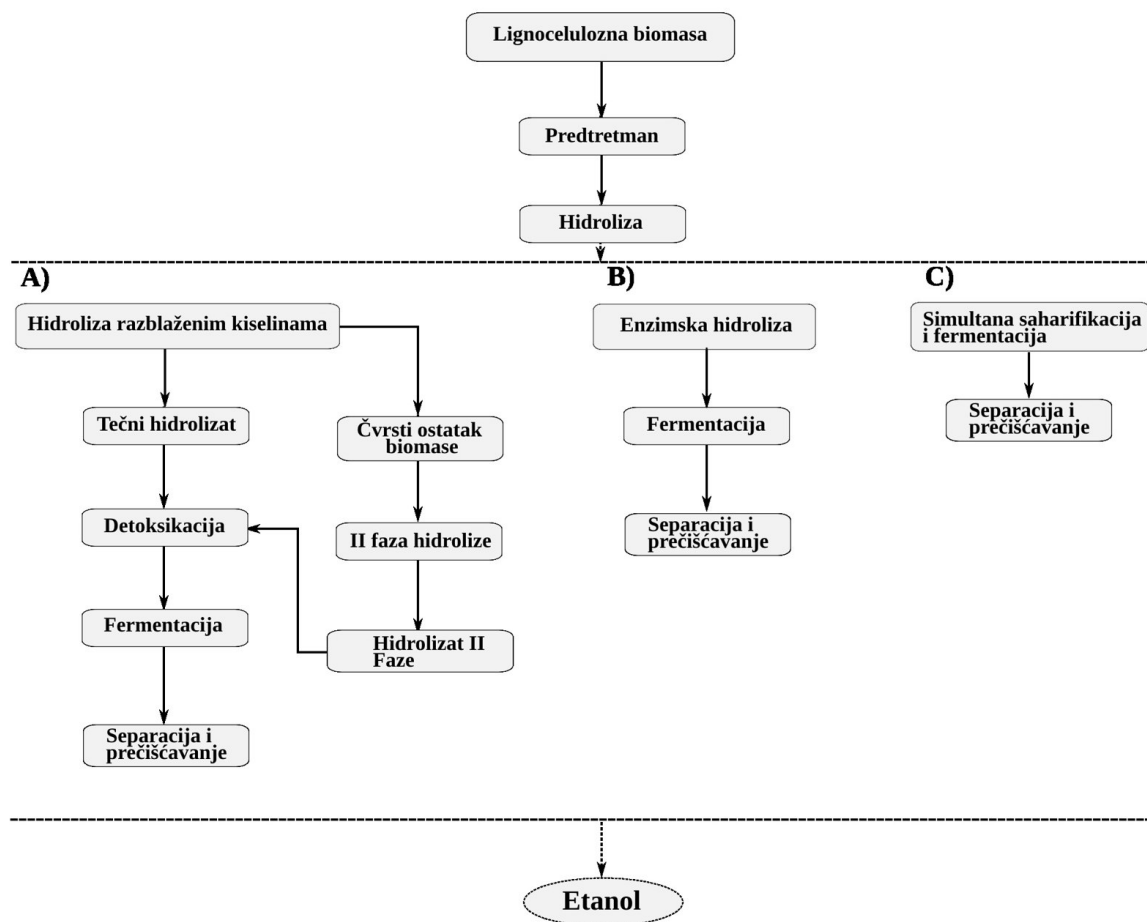 Lignocelulozna biomasa
Predtretman
Hidroliza
A)
Hidroliza razblaženim kiselinama
Tečni hidrolizat
Čvrsti ostatak
biomase
Detoksikacija
II faza hidrolize
Fermentacija
Hidrolizat II
Faze
Separacija i
prečišćavanje
B)
Enzimska hidroliza
Fermentacija
Separacija i
prečišćavanje
C)
Simultana saharifikacija
i fermentacija
Separacija i
prečišćavanje
Etanol